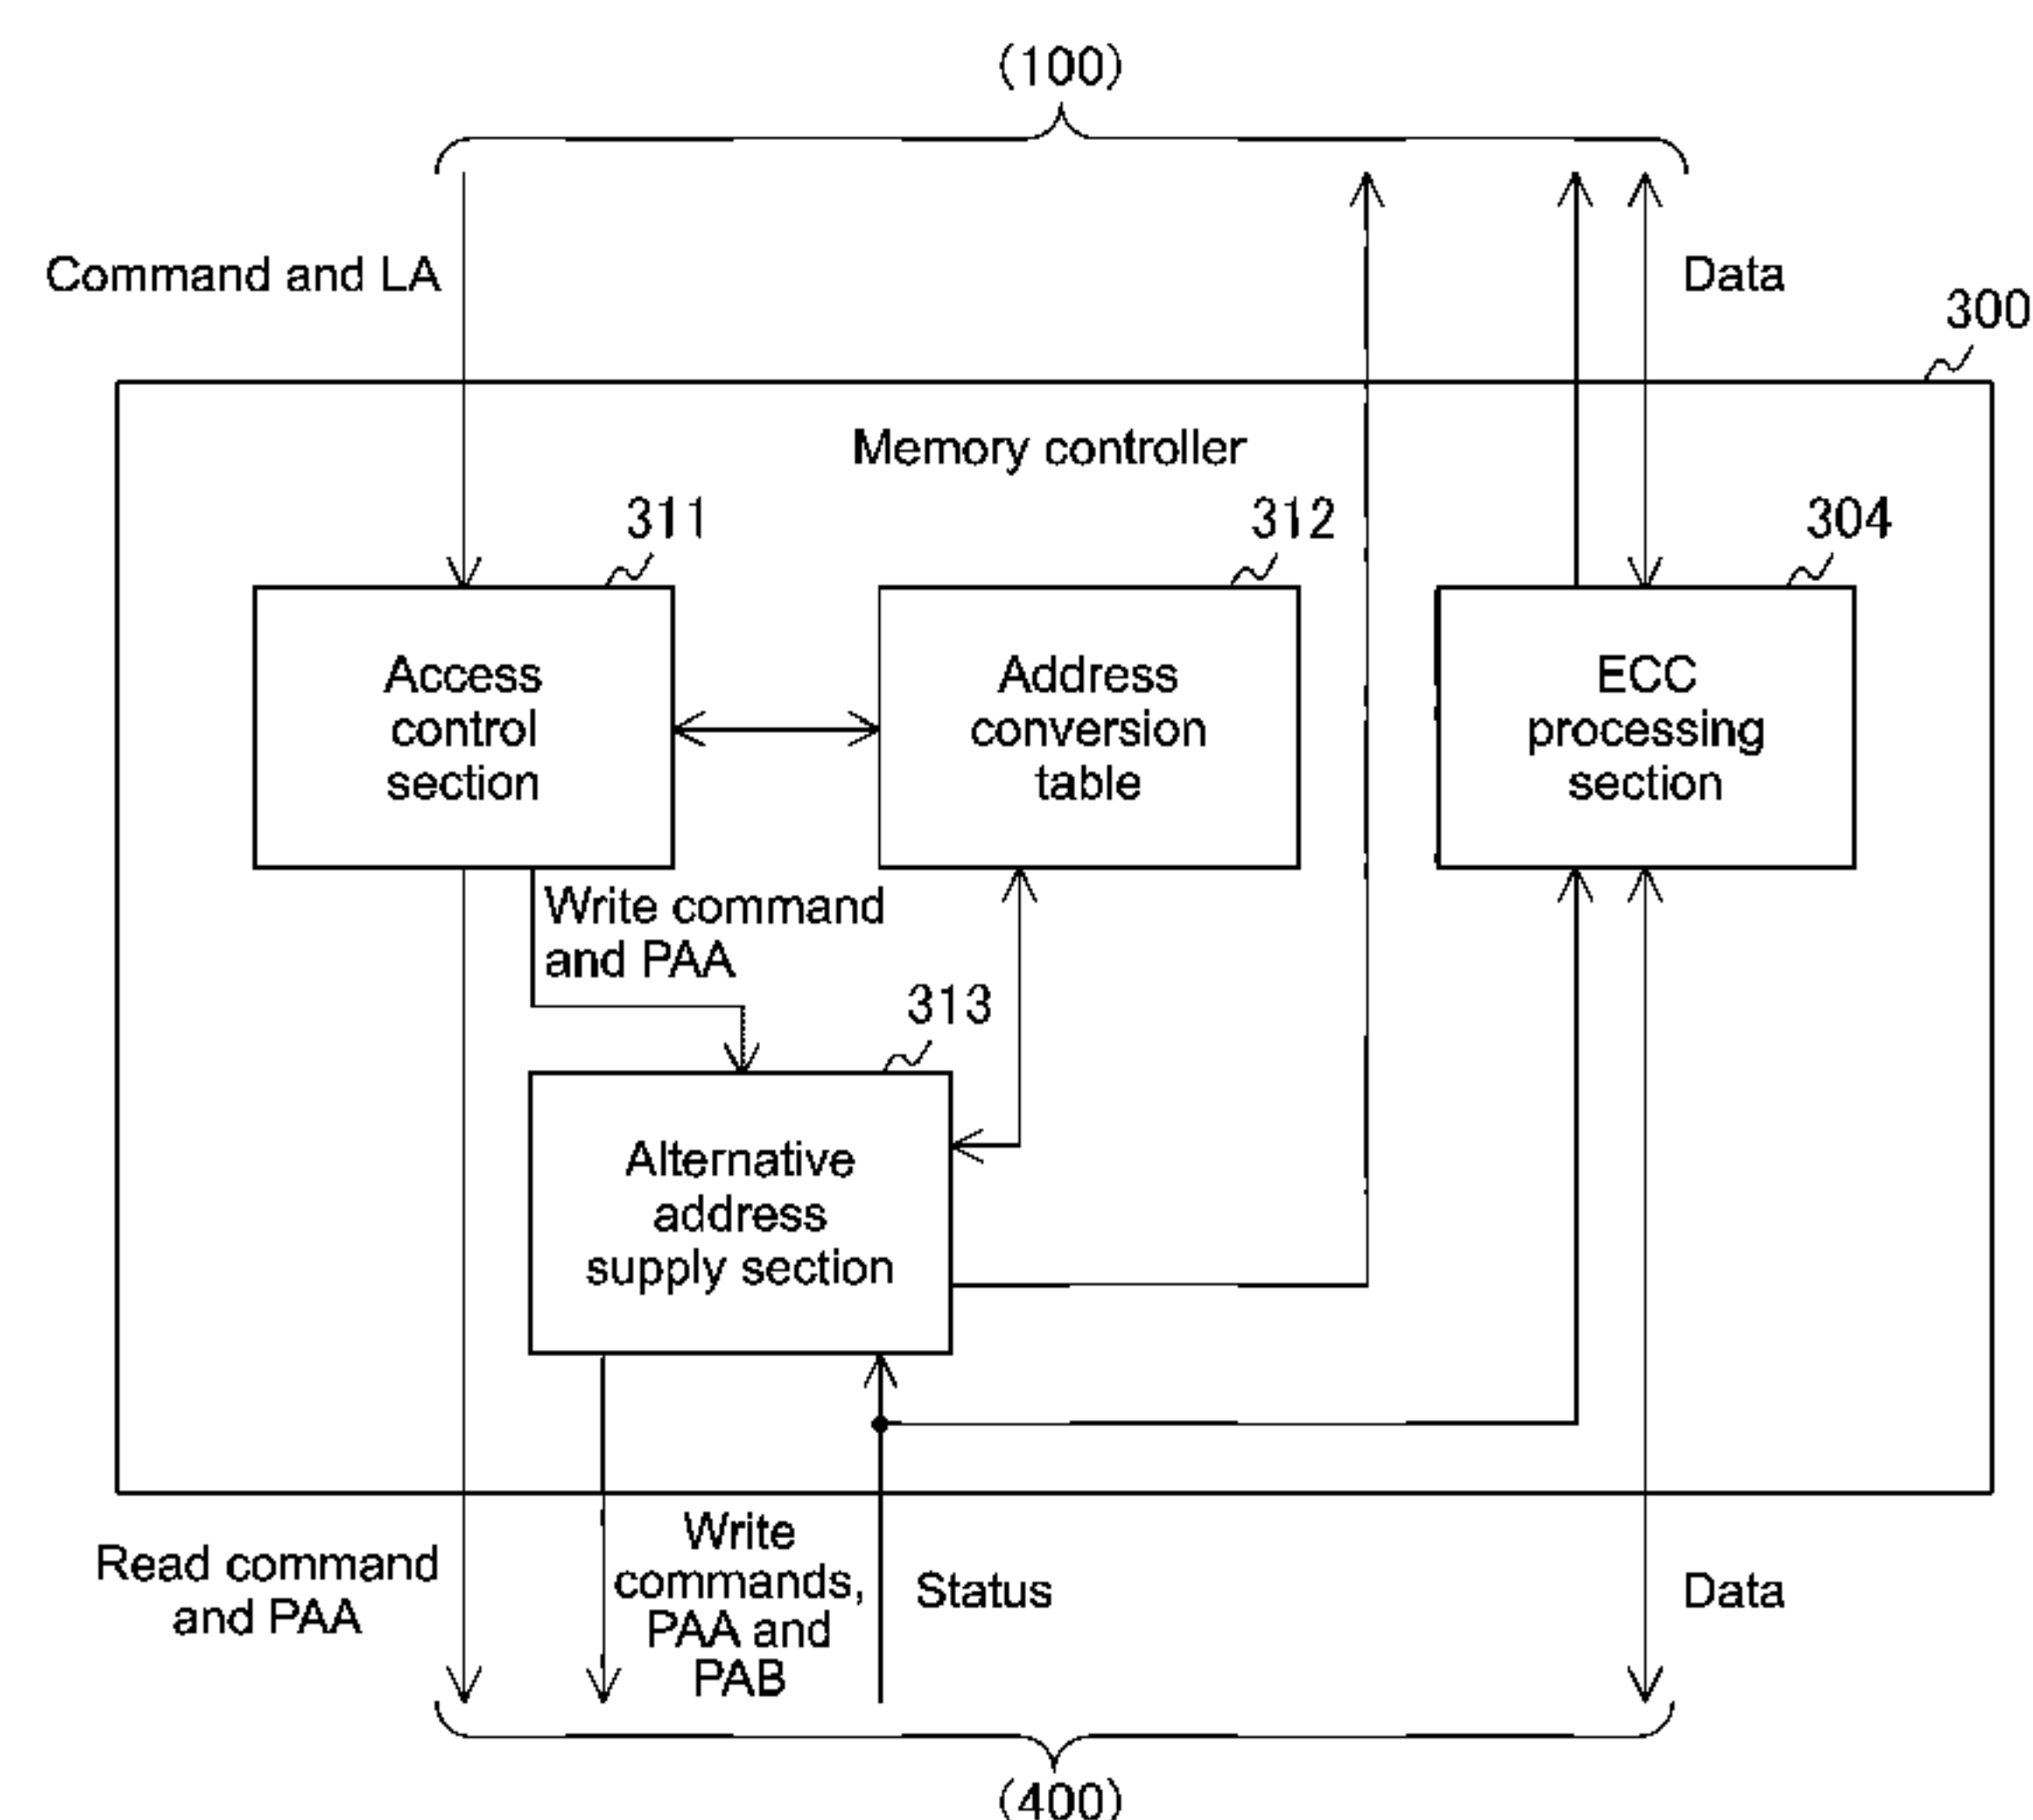 (100)
Command and LA
Data
300
Memory controller
311
312
304
Access
control
section
Address
conversion
table
ECC
processing
section
Write command
and PAA
313
Alternative
address
supply section
Read command
and PAA
Write
commands,
PAA and
PAB
Status
Data
(400)